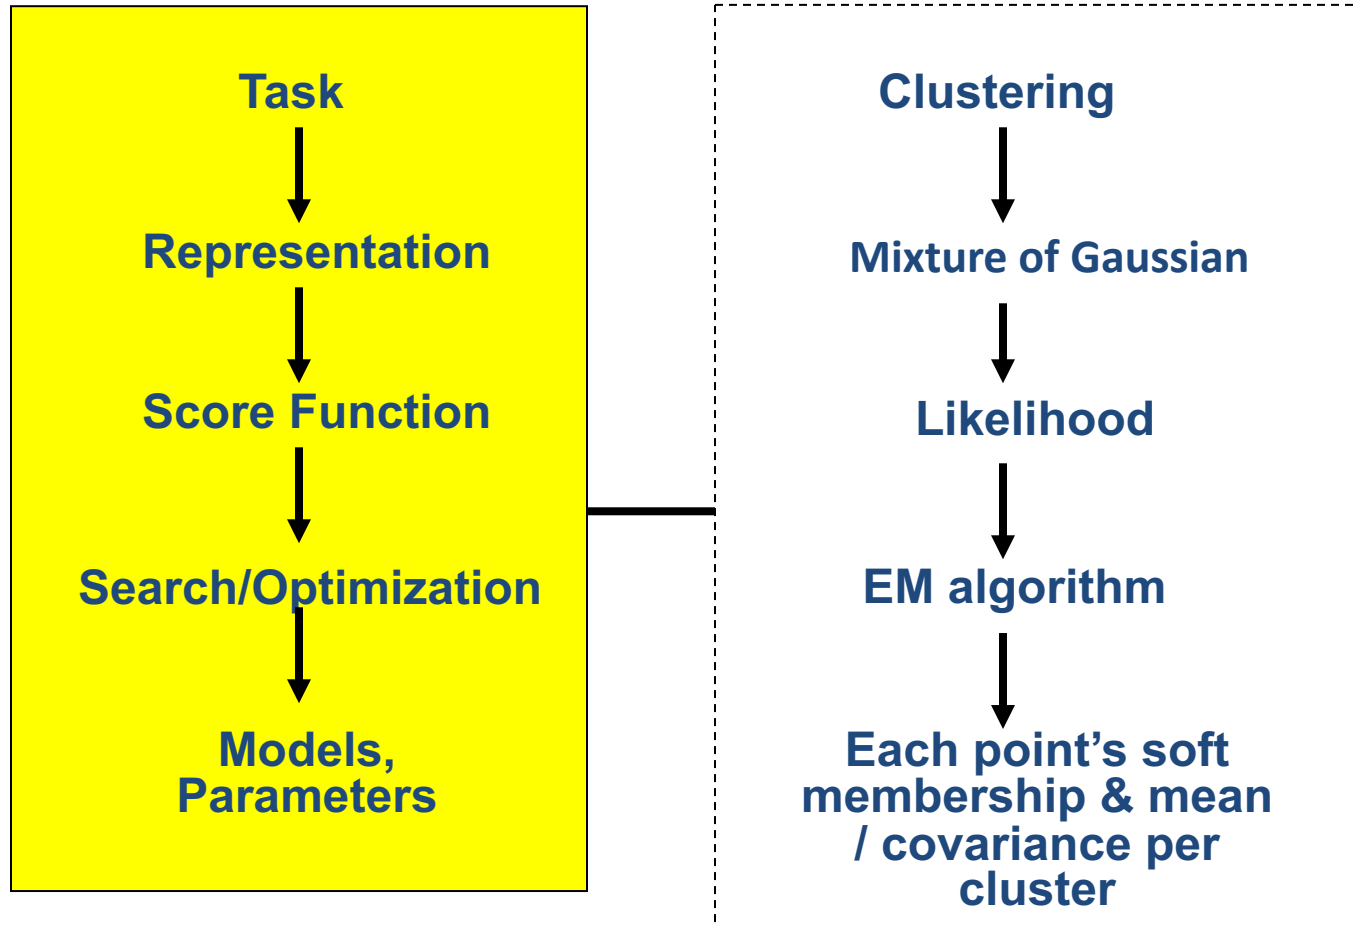 Task
Representation
Score Function
Search/Optimization
Models,
Parameters
Clustering
Mixture of Gaussian
Likelihood
EM algorithm
Each point’s soft
membership & mean
/ covariance per
cluster